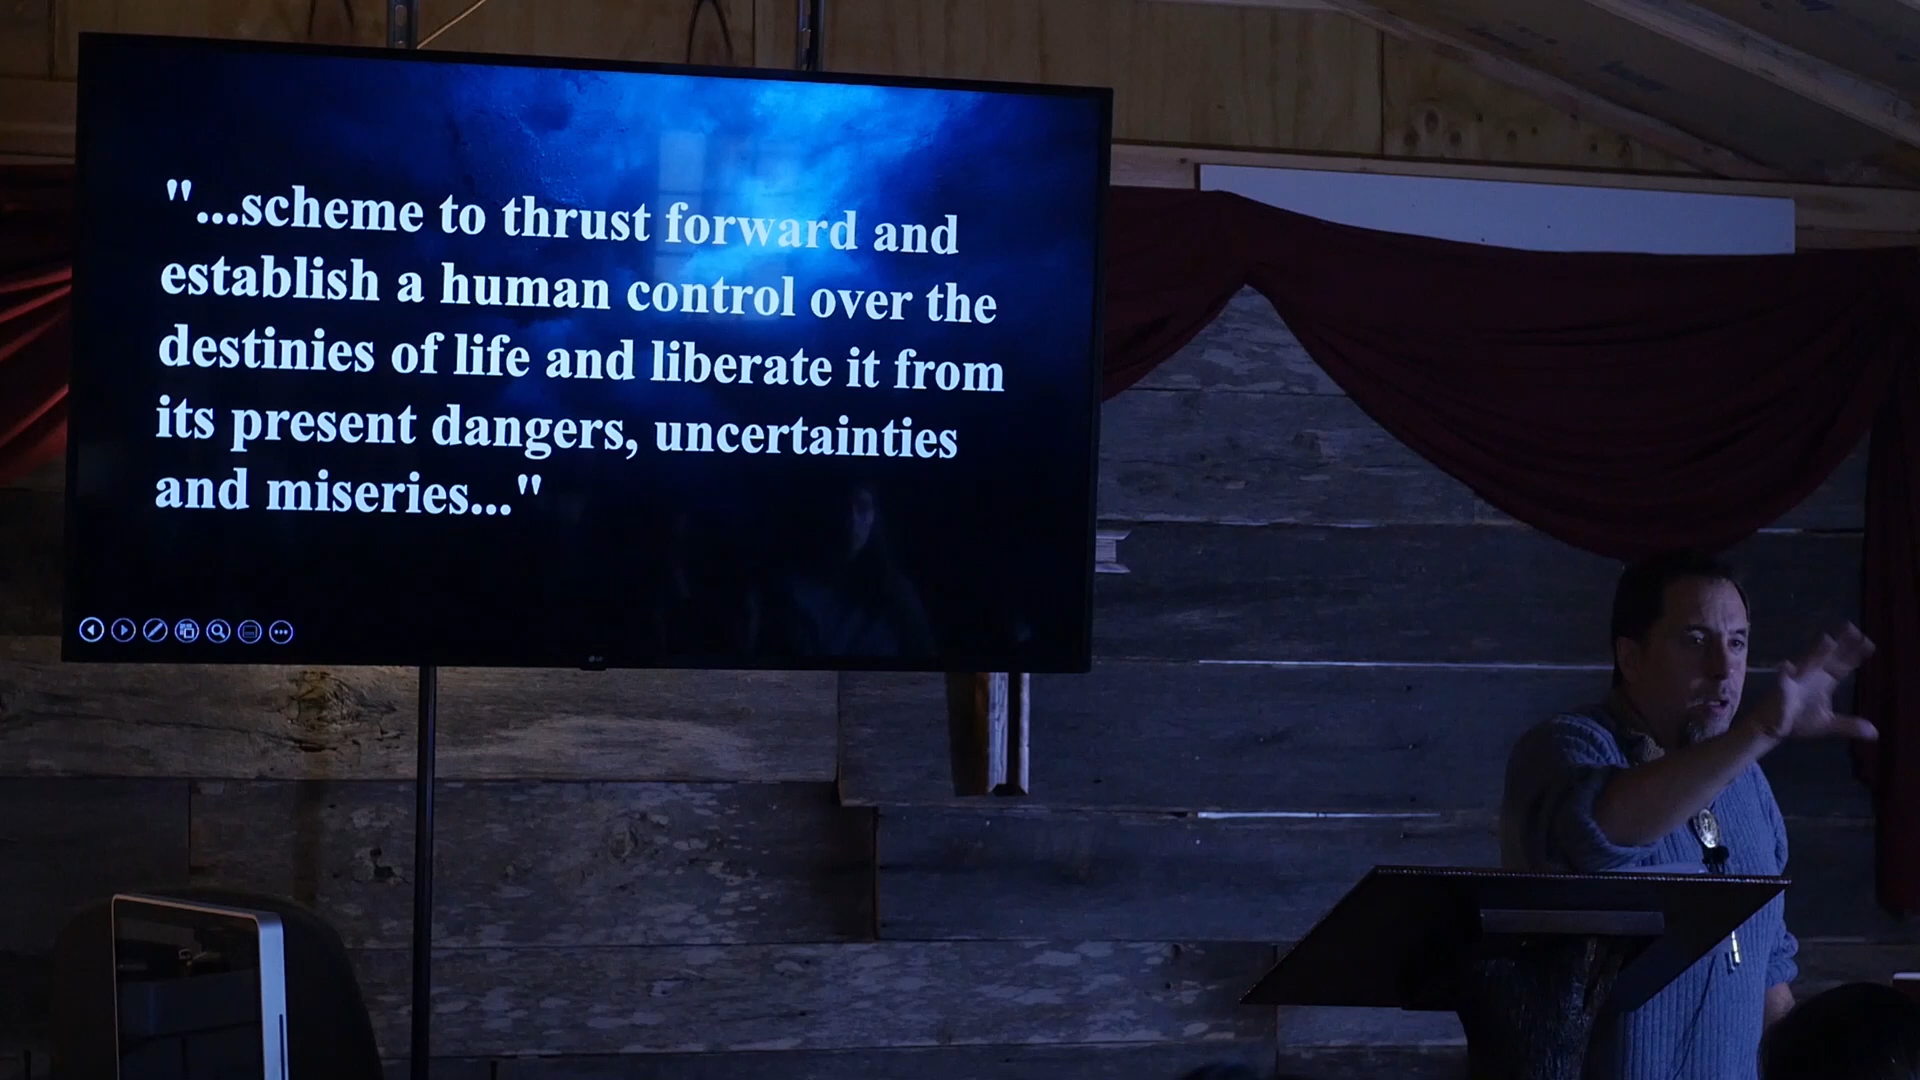 "...scheme to thrust forward and
establish a human control over the
destinies of life and liberate it from
its present dangers, uncertainties
and miseries..."